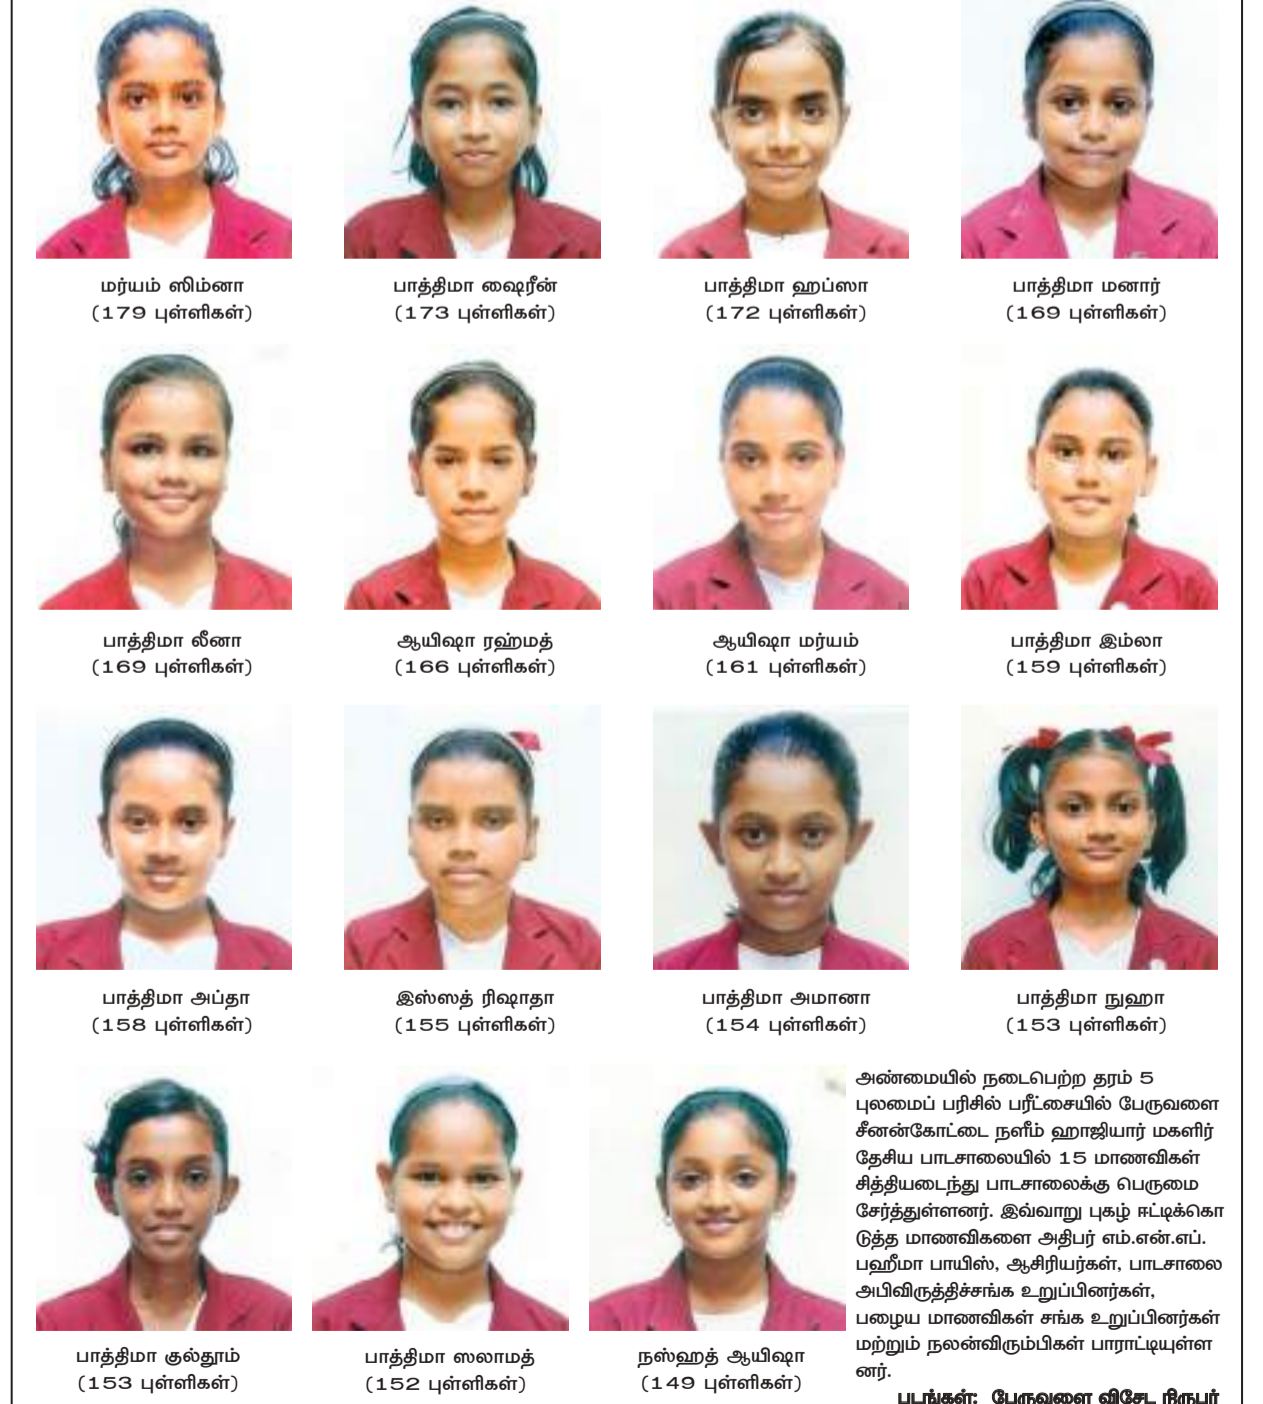 மர்யம் ஸிம்னா
(179 புள்ளிகள்)
பாத்திமா ஷைரீன்
(173 புள்ளிகள்)
பாத்திமா ஹப்ஸா
(172 புள்ளிகள்)
பாத்திமா மனார்
(169 புள்ளிகள்)
பாத்திமா லீனா
(169 புள்ளிகள்)
ஆயிஷா ரஹ்மத்
(166 புள்ளிகள்)
ஆயிஷா மர்யம்
(161 புள்ளிகள்)
பாத்திமா இம்லா
(159 புள்ளிகள்)
பாத்திமா அப்தா
(158 புள்ளிகள்)
இஸ்ஸத் ரிஷாதா
(155 புள்ளிகள்)
பாத்திமா அமானா
(154 புள்ளிகள்)
பாத்திமா நுஹா
(153 புள்ளிகள்)
பாத்திமா குல்தூம்
(153 புள்ளிகள்)
பாத்திமா ஸலாமத்
(152 புள்ளிகள்)
நஸ்ஹத் ஆயிஷா
(149 புள்ளிகள்)
அண்மையில் நடைபெற்ற தரம் 5
புலமைப் பரிசில் பரீட்சையில் பேருவளை
சீனன்கோட்டை நளீம் ஹாஜியார் மகளிர்
தேசிய பாடசாலையில் 15 மாணவிகள்
சித்தியடைந்து பாடசாலைக்கு பெருமை
சேர்த்துள்ளனர். இவ்வாறு புகழ் ஈட்டிக்கொ
டுத்த மாணவிகளை அதிபர் எம்.என்.எப்.
பஹீமா பாயிஸ், ஆசிரியர்கள், பாடசாலை
அபிவிருத்திச்சங்க உறுப்பினர்கள்,
பழைய மாணவிகள் சங்க உறுப்பினர்கள்
மற்றும் நலன்விரும்பிகள் பாராட்டியுள்ள
னர்.
படங்கள்: பேருவளை விசேட நிருபர்